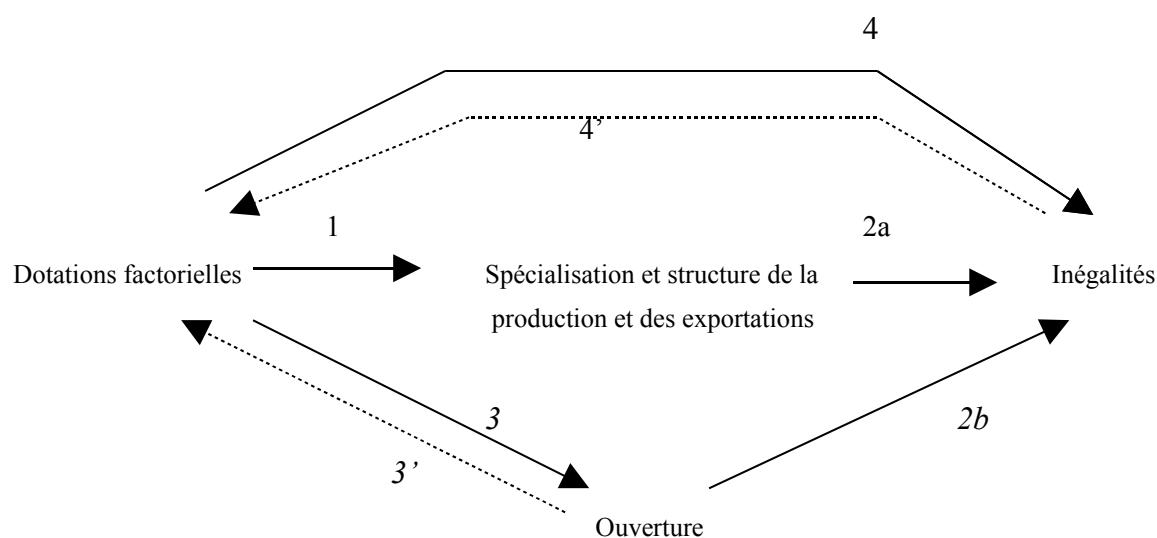 4
4’
1
2a
Dotations factorielles
Spécialisation et structure de la
production et des exportations
Inégalités
3
2b
3’
Ouverture